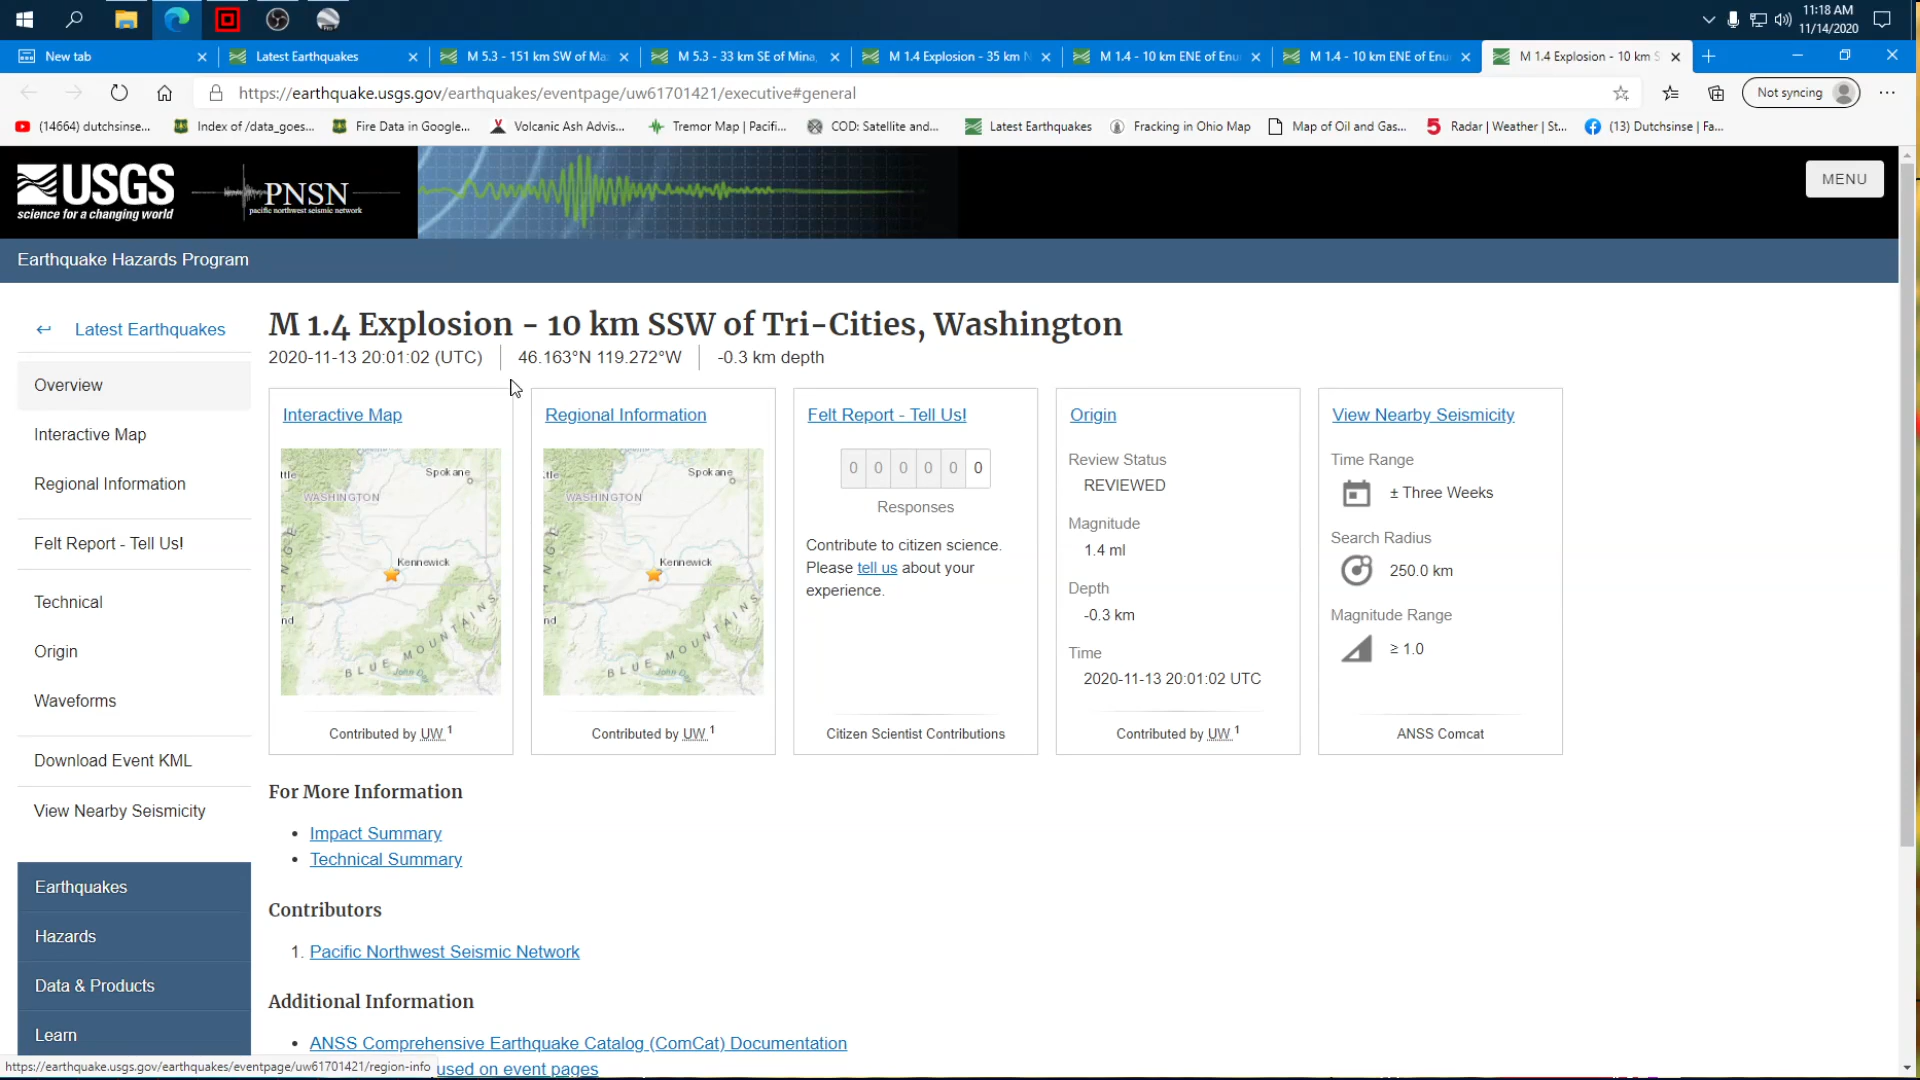 11:18 AM
11/14/2020
New tab
Latest Earthquakes
M 5.3 - 151 km SW of Ma
M 5.3 - 33 km SE of Mina,
M 1.4 Explosion - 35 km N
M 1.4 - 10 km ENE of Enu
M 1.4 - 10 km ENE of Enu
M 1.4 Explosion - 10 km S
https://earthquake.usgs.gov/earthquakes/eventpage/uw61701421/executive#general
Not syncing
(14664) dutchsinse...
Index of /data_goes...
Fire Data in Google...
Volcanic Ash Advis...
Tremor Map | Pacifi...
COD: Satellite and...
Latest Earthquakes
Fracking in Ohio Map
Map of Oil and Gas...
Radar | Weather | St...
(13) Dutchsinse | Fa...
USGS
science for a changing world
PNSN
pacific northwest seismic network
MENU
Earthquake Hazards Program
Latest Earthquakes
Overview
Interactive Map
Regional Information
Felt Report - Tell Us!
Technical
Origin
Waveforms
Download Event KML
View Nearby Seismicity
Earthquakes
Hazards
Data & Products
Learn
M 1.4 Explosion - 10 km SSW of Tri-Cities, Washington
2020-11-13 20:01:02 (UTC) 46.163°N 119.272°W -0.3 km depth
Interactive Map
ttle
Spokane
WASHINGTON
Kennewick
nd
BLUE MOUNTAINS
John Da
Contributed by UW 1
Regional Information
ttle
Spokane
WASHINGTON
Kennewick
nd
BLUE MOUNTAINS
John Da
Contributed by UW 1
Felt Report - Tell Us!
0 0 0 0 0 0
Responses
Contribute to citizen science.
Please tell us about your
experience.
Citizen Scientist Contributions
Origin
Review Status
REVIEWED
Magnitude
1.4 ml
Depth
-0.3 km
Time
2020-11-13 20:01:02 UTC
Contributed by UW 1
View Nearby Seismicity
Time Range
± Three Weeks
Search Radius
250.0 km
Magnitude Range
≥ 1.0
ANSS Comcat
For More Information
• Impact Summary
• Technical Summary
Contributors
1. Pacific Northwest Seismic Network
Additional Information
• ANSS Comprehensive Earthquake Catalog (ComCat) Documentation
used on event pages
https://earthquake.usgs.gov/earthquakes/eventpage/uw61701421/region-info